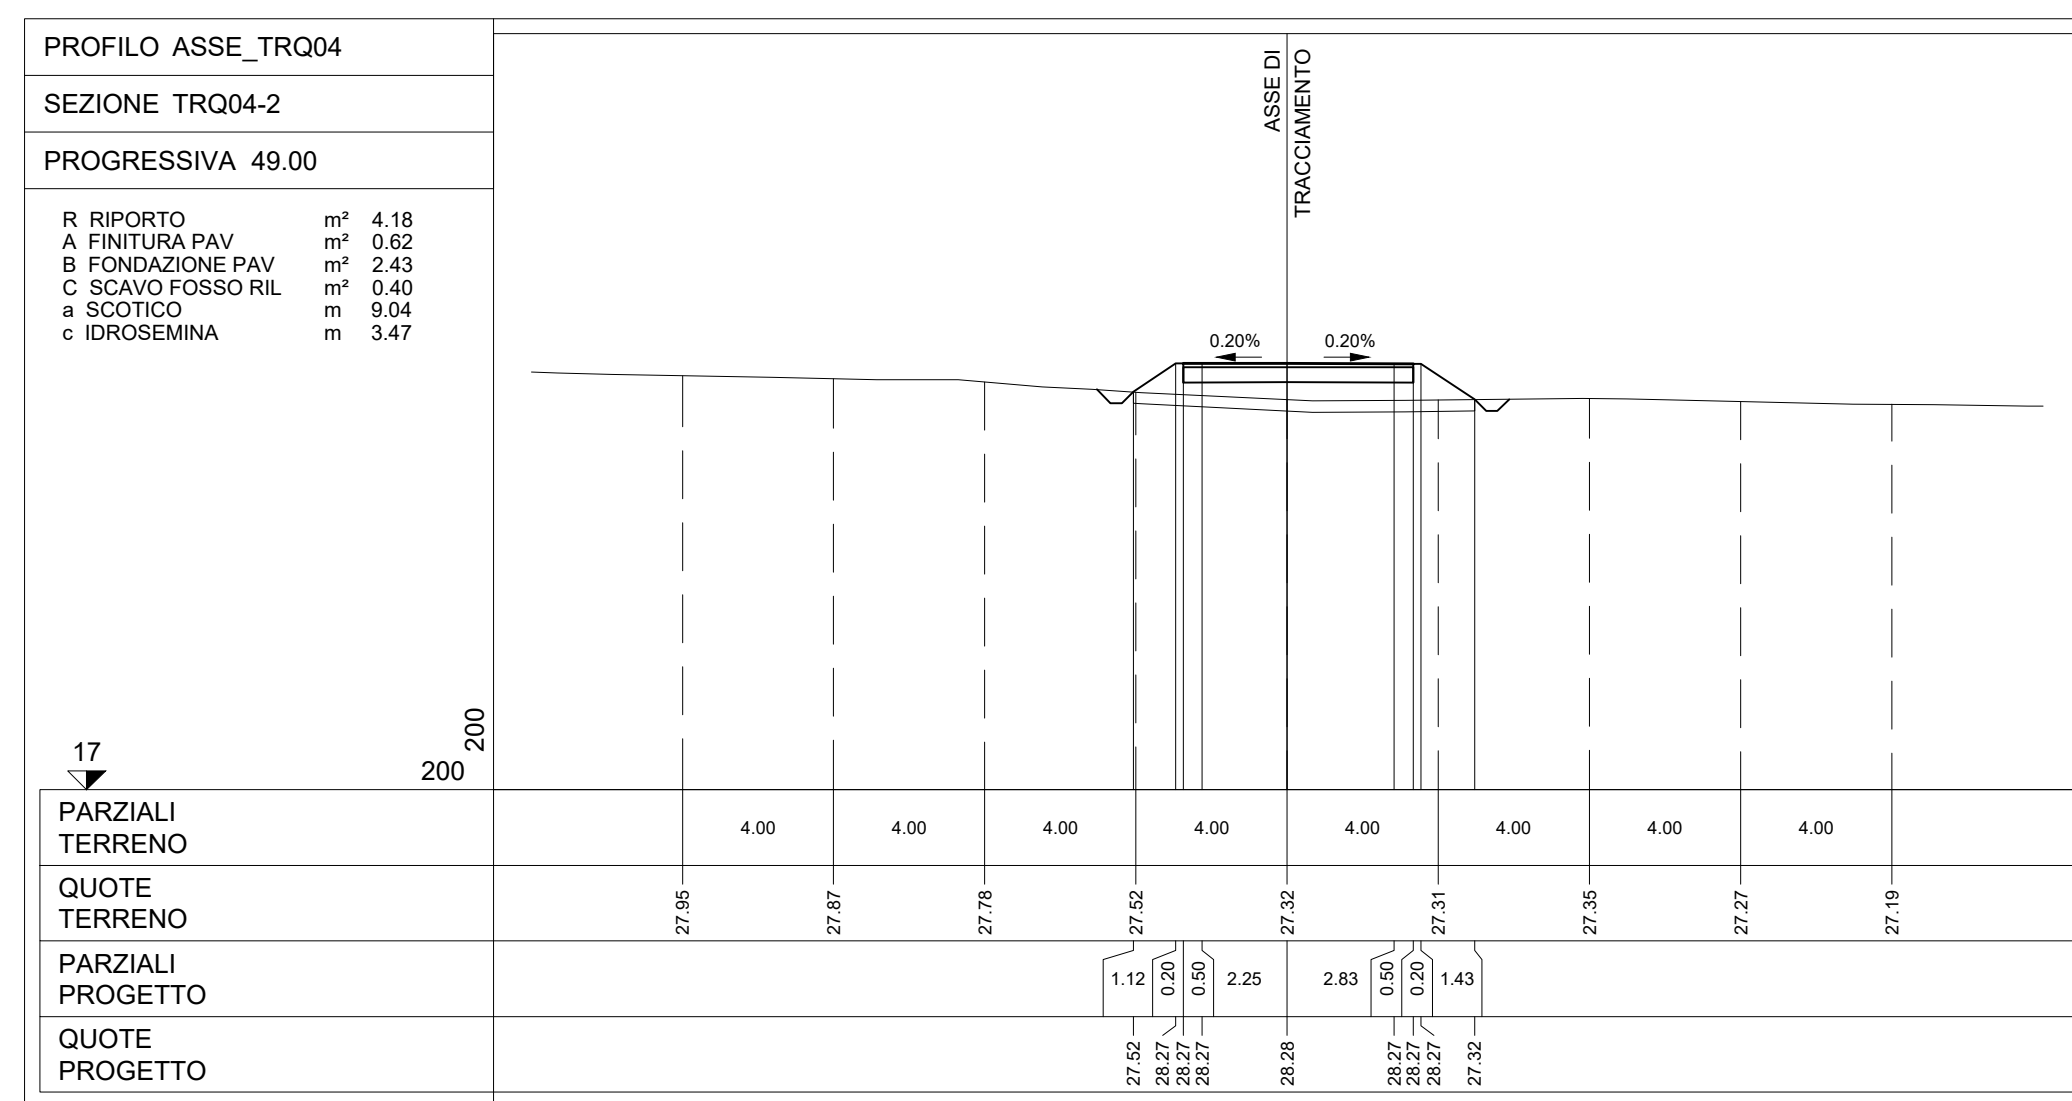 PROFILO ASSE_TRQ04
SEZIONE TRQ04-2
PROGRESSIVA 49.00
R RIPORTO m² 4.18
A FINITURA PAV m² 0.62
B FONDAZIONE PAV m² 2.43
C SCAVO FOSSO RIL m² 0.40
a SCOTICO m 9.04
c IDROSEMINA m 3.47
ASSE DI
TRACCIAMENTO
0.20% 0.20%
17
200
200
PARZIALI
TERRENO
4.00 4.00 4.00 4.00 4.00 4.00 4.00 4.00
QUOTE
TERRENO
27.95 27.87 27.78 27.52 27.32 27.31 27.35 27.27 27.19
PARZIALI
PROGETTO
1.12 0.20 0.50 2.25 2.83 0.50 0.20 1.43
QUOTE
PROGETTO
27.52 28.27 28.27 28.27 28.28 28.27 28.27 28.27 27.32